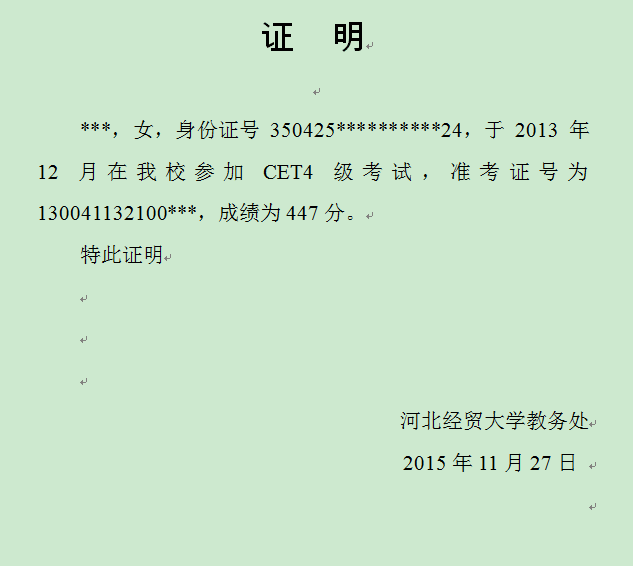 证 明
***，女，身份证号 350425**********24，于 2013 年
12 月在我校参加 CET4 级考试，准考证号为
130041132100***，成绩为 447 分。
特此证明
河北经贸大学教务处
2015 年 11 月 27 日